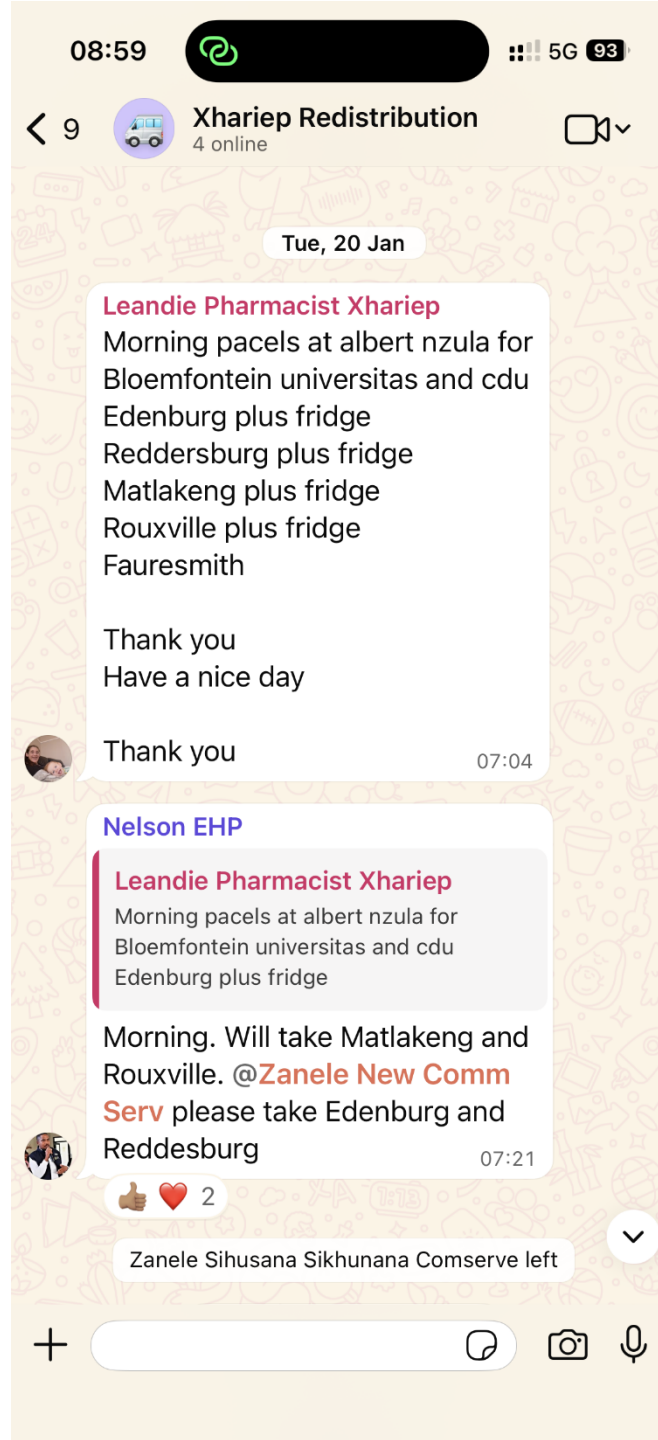 08:59
5G 93
9
Xhariep Redistribution
4 online
Tue, 20 Jan
Leandie Pharmacist Xhariep
Morning pacels at albert nzula for
Bloemfontein universitas and cdu
Edenburg plus fridge
Reddersburg plus fridge
Matlakeng plus fridge
Rouxville plus fridge
Fauresmith
Thank you
Have a nice day
Thank you
07:04
Nelson EHP
Leandie Pharmacist Xhariep
Morning pacels at albert nzula for
Bloemfontein universitas and cdu
Edenburg plus fridge
Morning. Will take Matlakeng and
Rouxville. @Zanele New Comm
Serv please take Edenburg and
Reddesburg
07:21
👍🏽 ❤️ 2
Zanele Sihusana Sikhunana Comserve left